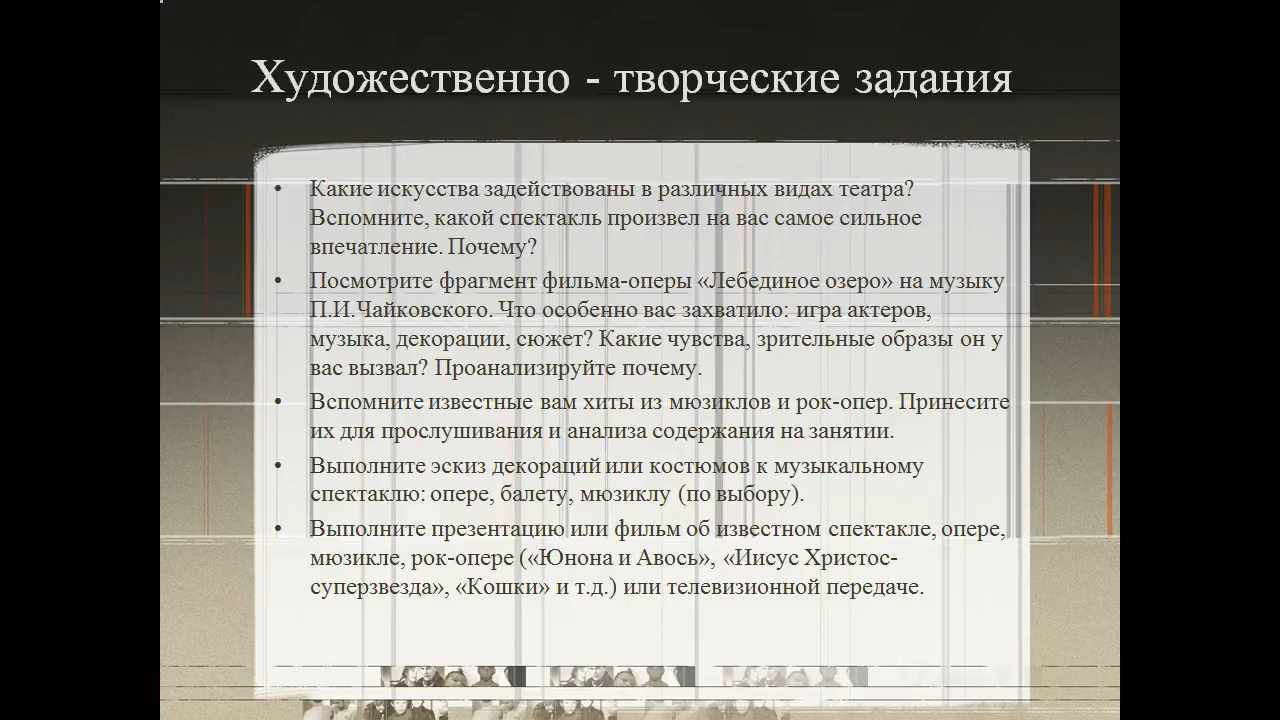 Художественно - творческие задания
• Какие искусства задействованы в различных видах театра?
Вспомните, какой спектакль произвел на вас самое сильное
впечатление. Почему?
• Посмотрите фрагмент фильма-оперы «Лебединое озеро» на музыку
П.И.Чайковского. Что особенно вас захватило: игра актеров,
музыка, декорации, сюжет? Какие чувства, зрительные образы он у
вас вызвал? Проанализируйте почему.
• Вспомните известные вам хиты из мюзиклов и рок-опер. Принесите
их для прослушивания и анализа содержания на занятии.
• Выполните эскиз декораций или костюмов к музыкальному
спектаклю: опере, балету, мюзиклу (по выбору).
• Выполните презентацию или фильм об известном спектакле, опере,
мюзикле, рок-опере («Юнона и Авось», «Иисус Христос-
суперзвезда», «Кошки» и т.д.) или телевизионной передаче.